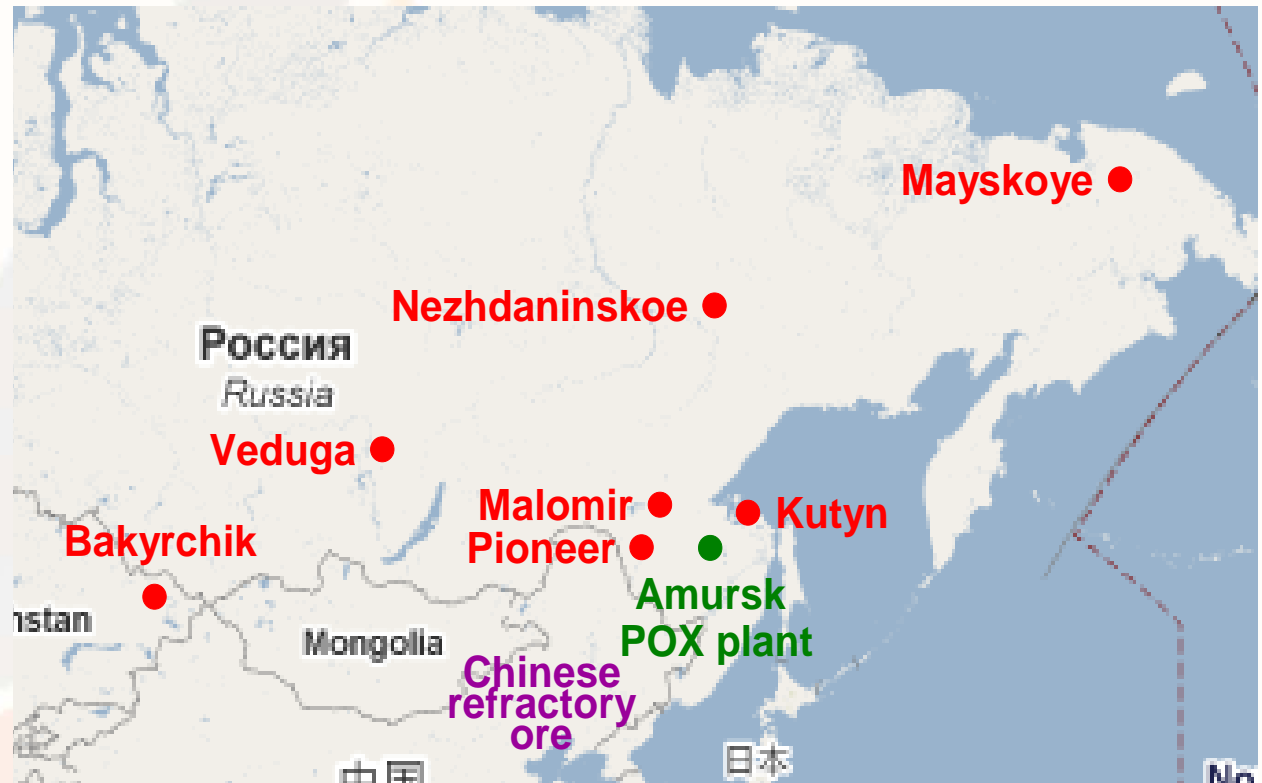 Mayskoye
Nezhdaninskoe
Россия
Russia
Veduga
Malomir
Kutyn
Bakyrchik
Pioneer
Amursk
POX plant
nstan
Mongolia
Chinese
refractory
ore
日本
中国
No